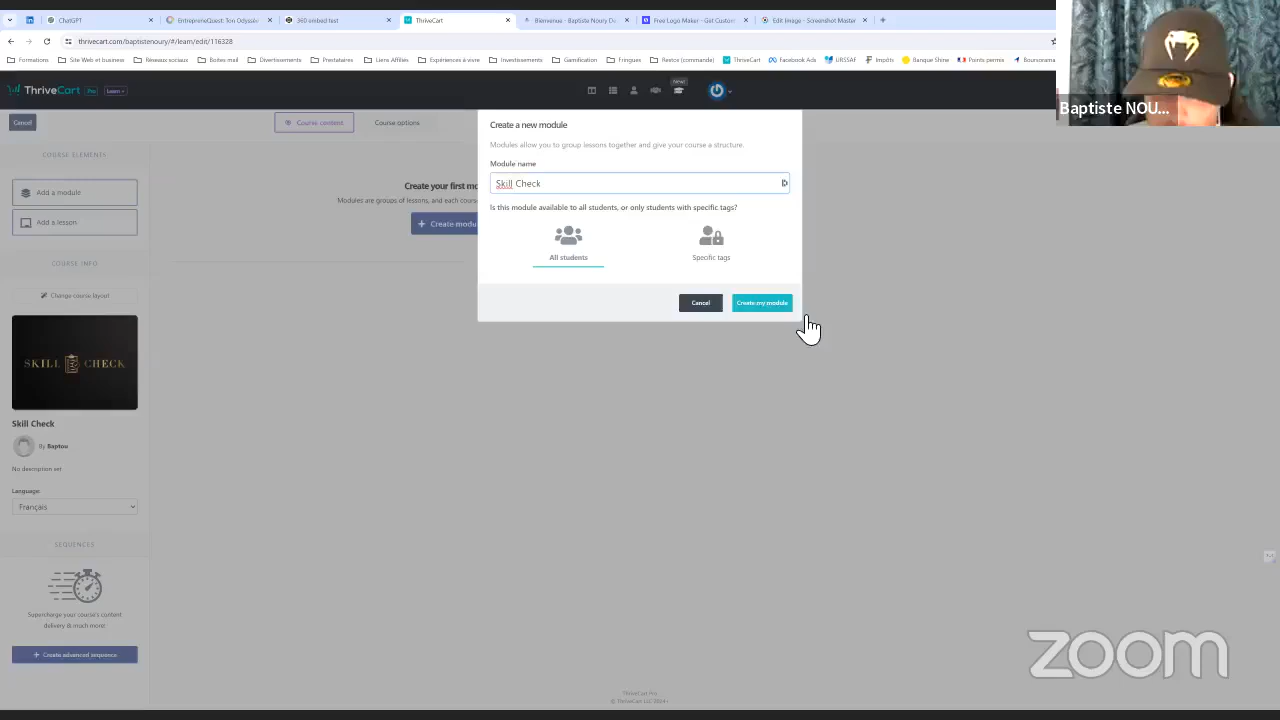 ChatGPT
EntrepreneQuest: Ton Odyssée
360 embed test
ThriveCart
Bienvenue - Baptiste Noury De
Free Logo Maker - Get Custom
Edit Image - Screenshot Master
thrivecart.com/baptistenoury/#/learn/edit/116328
Formations
Site Web et business
Réseaux sociaux
Boites mail
Divertissements
Prestataires
Liens Affiliés
Expériences à vivre
Investissements
Gamification
Fringues
Restce (commande)
ThriveCart
Facebook Ads
URSSAF
Impôts
Banque Shine
Points permis
Boursorama
Baptiste NOU...
ThriveCart Pro Learn
New!
Cancel
Course content
Course options
COURSE ELEMENTS
Add a module
Add a lesson
COURSE INFO
Change course layout
SKILL CHECK
Skill Check
By Baptou
No description set
Language:
Français
SEQUENCES
Supercharge your course's content
delivery & much more!
Create advanced sequence
Create your first mo
Modules are groups of lessons, and each cours
Create modu
Create a new module
Modules allow you to group lessons together and give your course a structure.
Module name
Skill Check
Is this module available to all students, or only students with specific tags?
All students
Specific tags
Cancel
Create my module
ThriveCart Pro
© ThriveCart LLC 2024
zoom